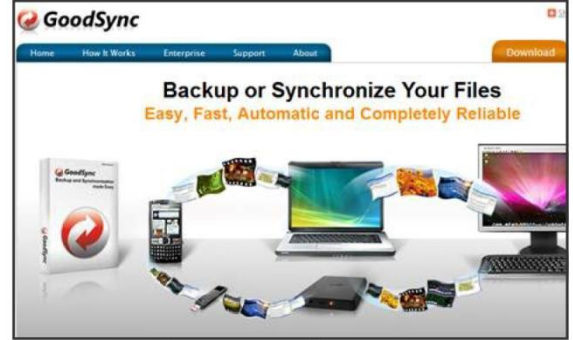 GoodSync
Home How It Works Enterprise Support About Download
Backup or Synchronize Your Files
Easy, Fast, Automatic and Completely Reliable
GoodSync
Backup and Synchronization
made Easy
GoodSync